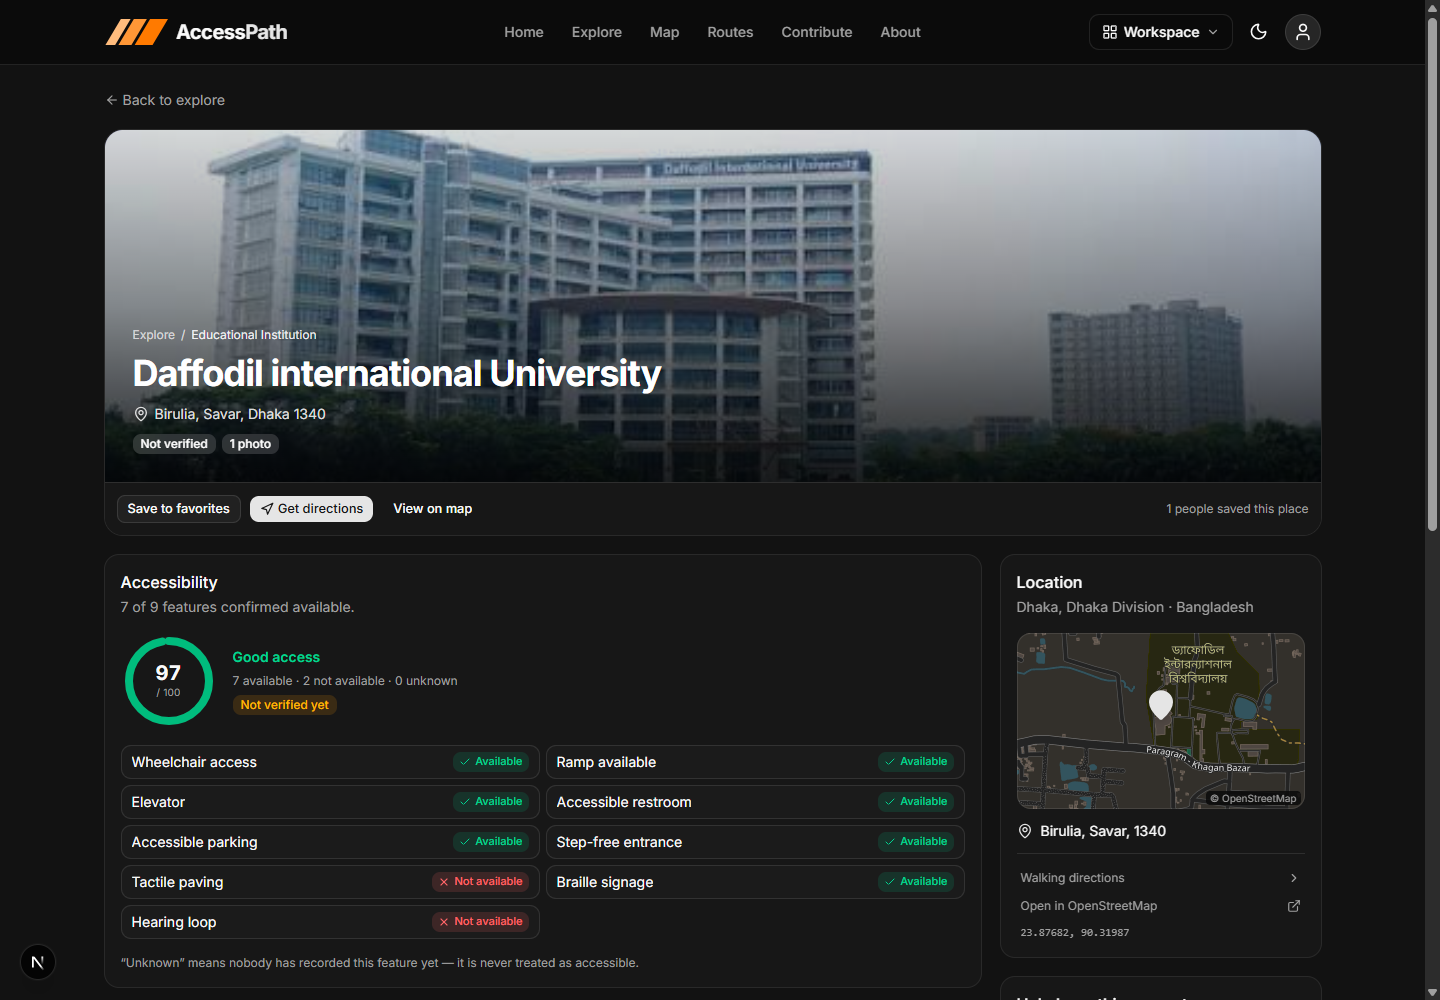 AccessPath
Home
Explore
Map
Routes
Contribute
About
Workspace
Back to explore
Daffodil International University
Explore / Educational Institution
Daffodil international University
Birulia, Savar, Dhaka 1340
Not verified
1 photo
Save to favorites
Get directions
View on map
1 people saved this place
Accessibility
7 of 9 features confirmed available.
97
/ 100
Good access
7 available · 2 not available · 0 unknown
Not verified yet
Wheelchair access
Available
Ramp available
Available
Elevator
Available
Accessible restroom
Available
Accessible parking
Available
Step-free entrance
Available
Tactile paving
Not available
Braille signage
Available
Hearing loop
Not available
“Unknown” means nobody has recorded this feature yet — it is never treated as accessible.
Location
Dhaka, Dhaka Division · Bangladesh
ড্যাফোডিল
ইন্টারন্যাশনাল
বিশ্ববিদ্যালয়
Paragram - Khagan Bazar
© OpenStreetMap
Birulia, Savar, 1340
Walking directions
Open in OpenStreetMap
23.87682, 90.31987
N